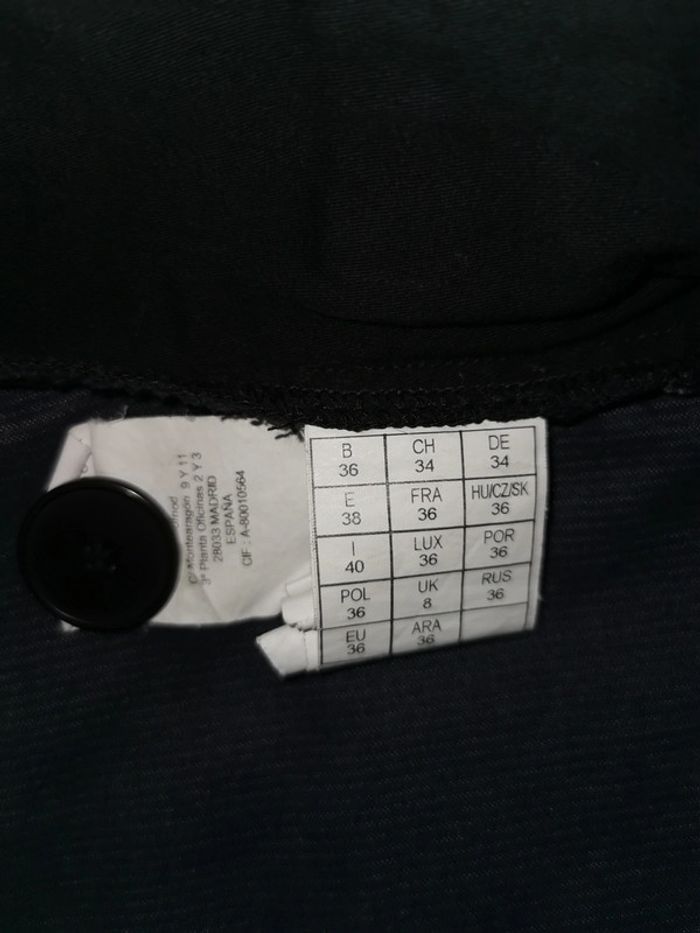 C/ Montearagón 9 Y 11
3ª Planta Oficinas 2 Y 3
28033 MADRID
ESPAÑA
CIF : A-80010564
B CH DE
36 34 34
E FRA HU/CZ/SK
38 36 36
I LUX POR
40 36 36
POL UK RUS
36 8 36
EU ARA
36 36